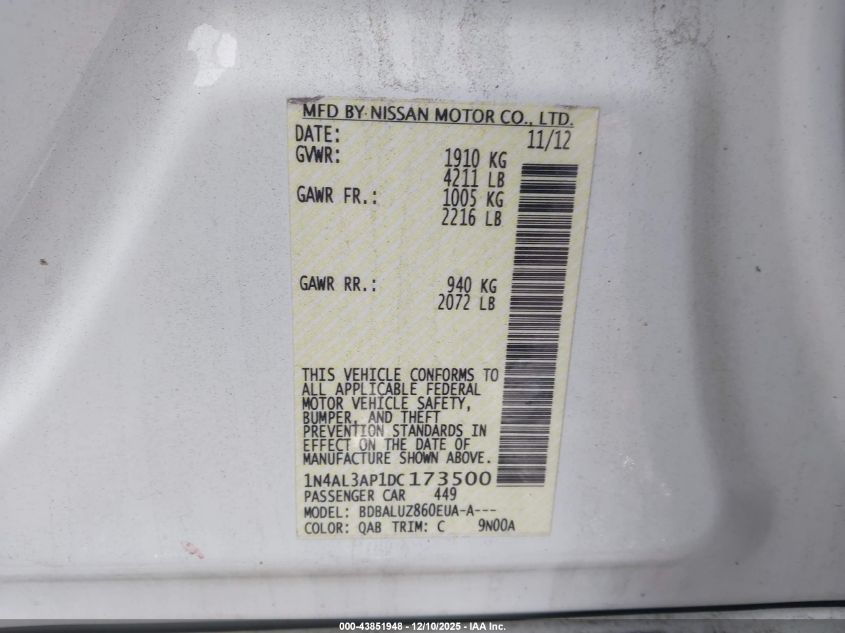 MFD BY NISSAN MOTOR CO., LTD.
DATE: 11/12
GVWR: 1910 KG
4211 LB
GAWR FR.: 1005 KG
2216 LB
GAWR RR.: 940 KG
2072 LB
THIS VEHICLE CONFORMS TO
ALL APPLICABLE FEDERAL
MOTOR VEHICLE SAFETY,
BUMPER, AND THEFT
PREVENTION STANDARDS IN
EFFECT ON THE DATE OF
MANUFACTURE SHOWN ABOVE.
1N4AL3AP1DC173500
PASSENGER CAR 449
MODEL: BDBALUZ860EUA-A---
COLOR: QAB TRIM: C 9N00A
000-43851948 - 12/10/2025 - IAA Inc.